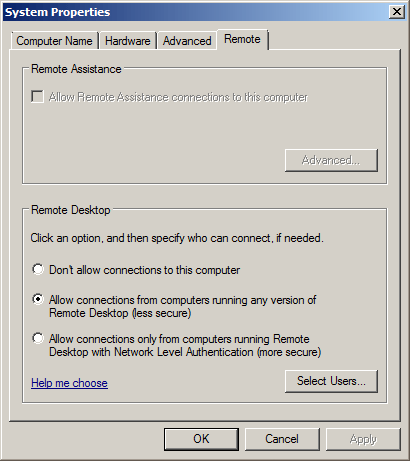 System Properties
Computer Name Hardware Advanced Remote
Remote Assistance
Allow Remote Assistance connections to this computer
Advanced...
Remote Desktop
Click an option, and then specify who can connect, if needed.
Don't allow connections to this computer
Allow connections from computers running any version of
Remote Desktop (less secure)
Allow connections only from computers running Remote
Desktop with Network Level Authentication (more secure)
Help me choose
Select Users...
OK Cancel Apply